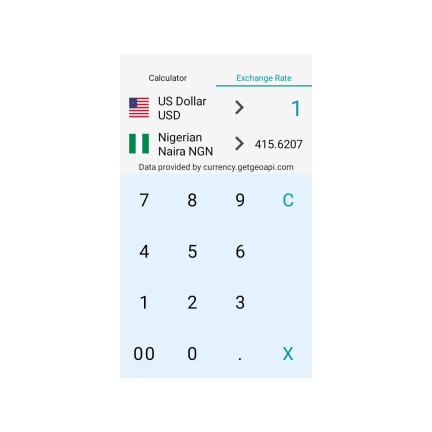 Calculator Exchange Rate
US Dollar
USD
1
Nigerian
Naira NGN
415.6207
Data provided by currency.getgeoapi.com
7 8 9 C
4 5 6
1 2 3
00 0 . X